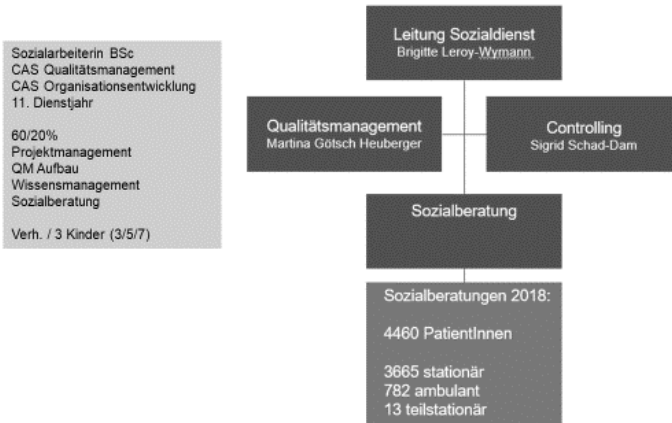 Sozialarbeiterin BSc
CAS Qualitätsmanagement
CAS Organisationsentwicklung
11. Dienstjahr
60/20%
Projektmanagement
QM Aufbau
Wissensmanagement
Sozialberatung
Verh. / 3 Kinder (3/5/7)
Leitung Sozialdienst
Brigitte Leroy-Wymann
Qualitätsmanagement
Martina Götsch Heuberger
Controlling
Sigrid Schad-Dam
Sozialberatung
Sozialberatungen 2018:
4460 PatientInnen
3665 stationär
782 ambulant
13 teilstationär